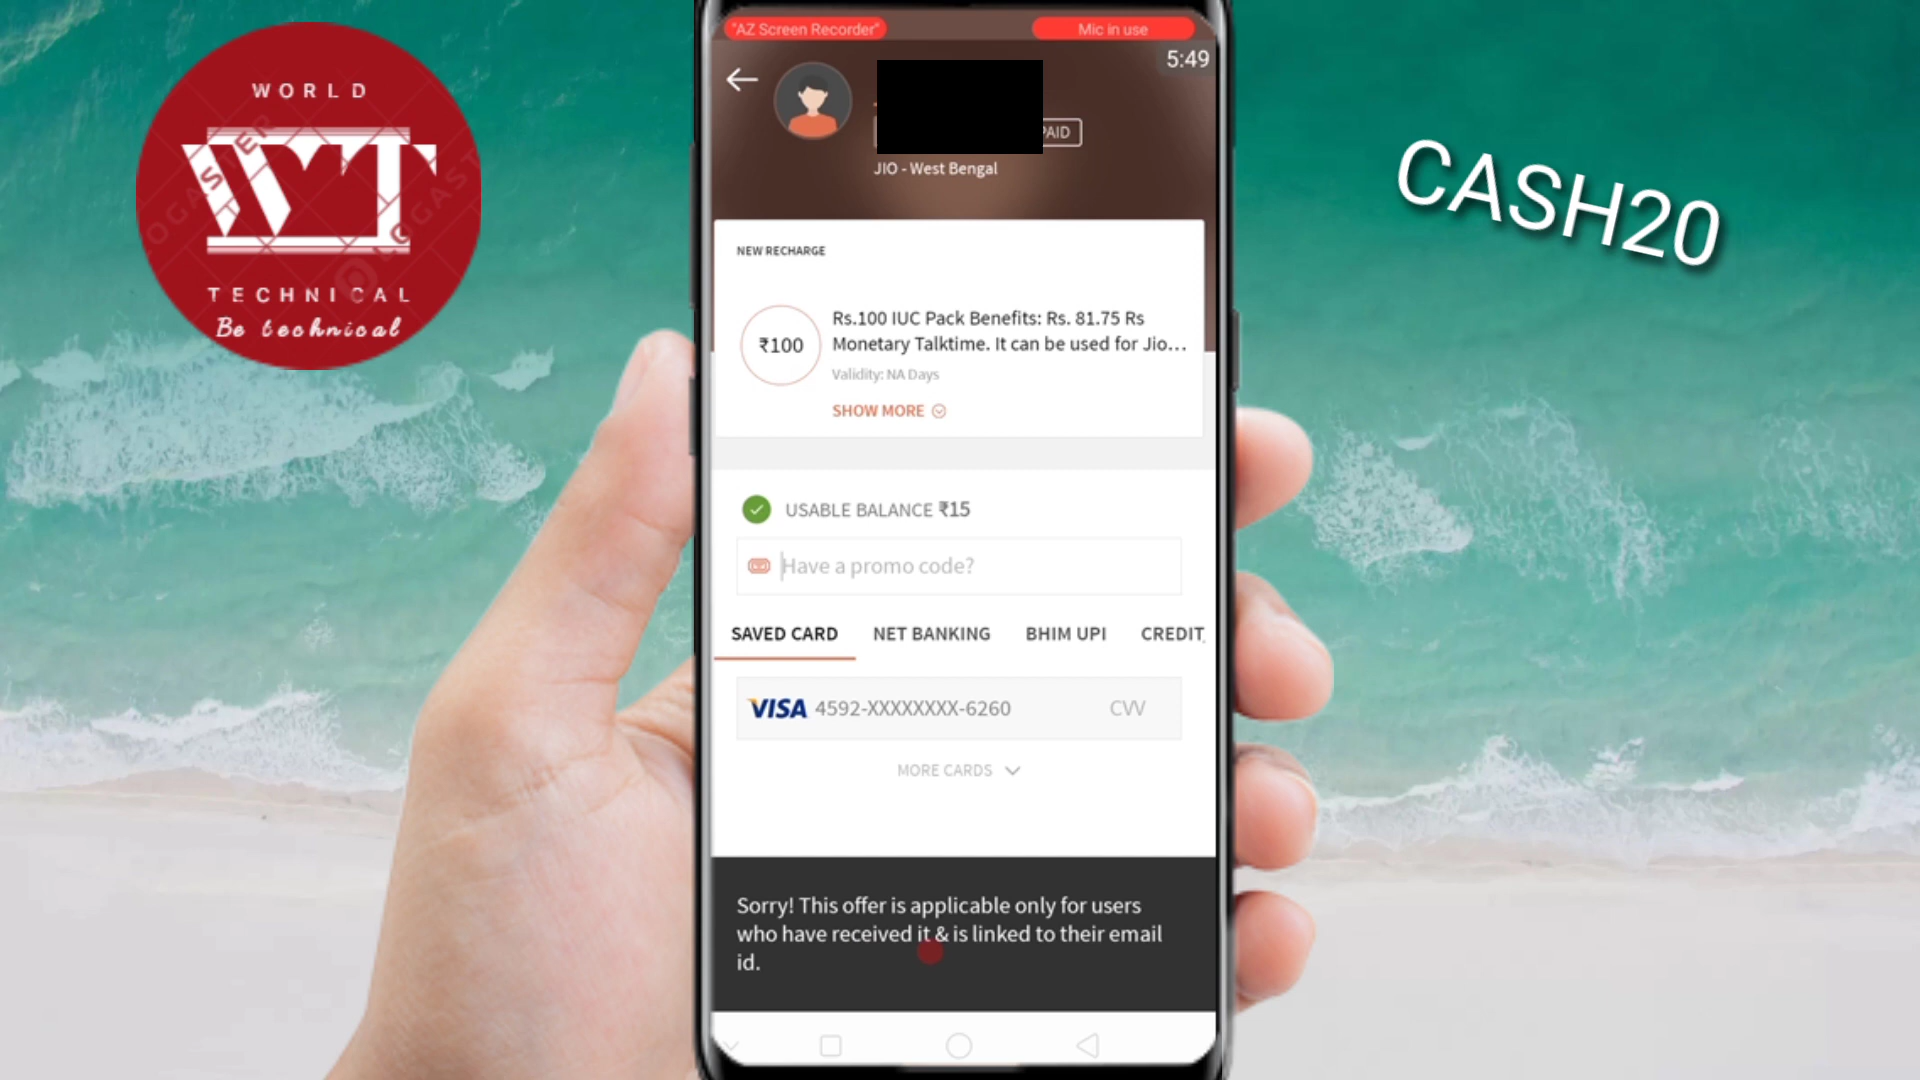 WORLD
WT
TECHNICAL
Be technical
"AZ Screen Recorder"
Mic in use
5:49
PAID
JIO - West Bengal
CASH20
NEW RECHARGE
₹100
Rs.100 IUC Pack Benefits: Rs. 81.75 Rs
Monetary Talktime. It can be used for Jio...
Validity: NA Days
SHOW MORE
USABLE BALANCE ₹15
Have a promo code?
SAVED CARD NET BANKING BHIM UPI CREDIT
VISA 4592-XXXXXXXX-6260 CVV
MORE CARDS
Sorry! This offer is applicable only for users
who have received it & is linked to their email
id.